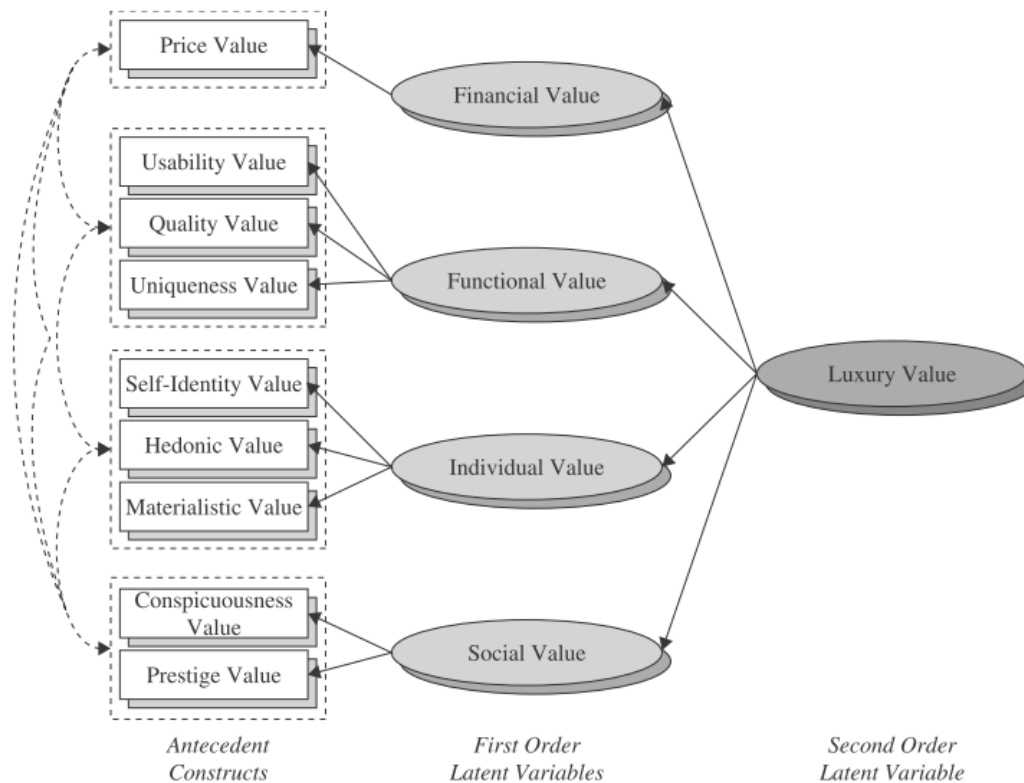 Price Value
Financial Value
Usability Value
Quality Value
Uniqueness Value
Functional Value
Luxury Value
Self-Identity Value
Hedonic Value
Materialistic Value
Individual Value
Conspicuousness
Value
Prestige Value
Social Value
Antecedent
Constructs
First Order
Latent Variables
Second Order
Latent Variable